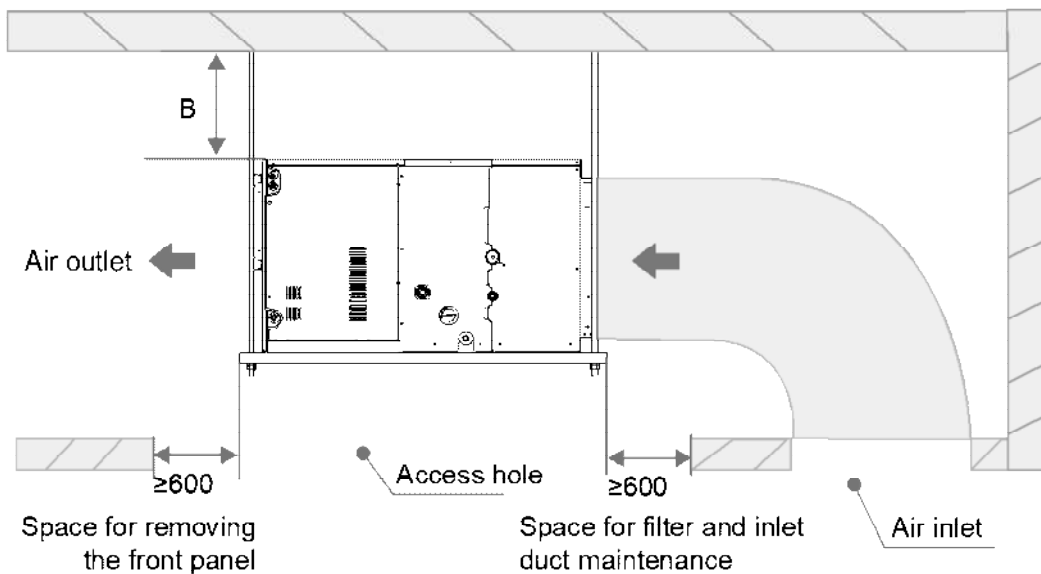 B
Air outlet
≥600
Access hole
≥600
Space for removing
the front panel
Space for filter and inlet
duct maintenance
Air inlet